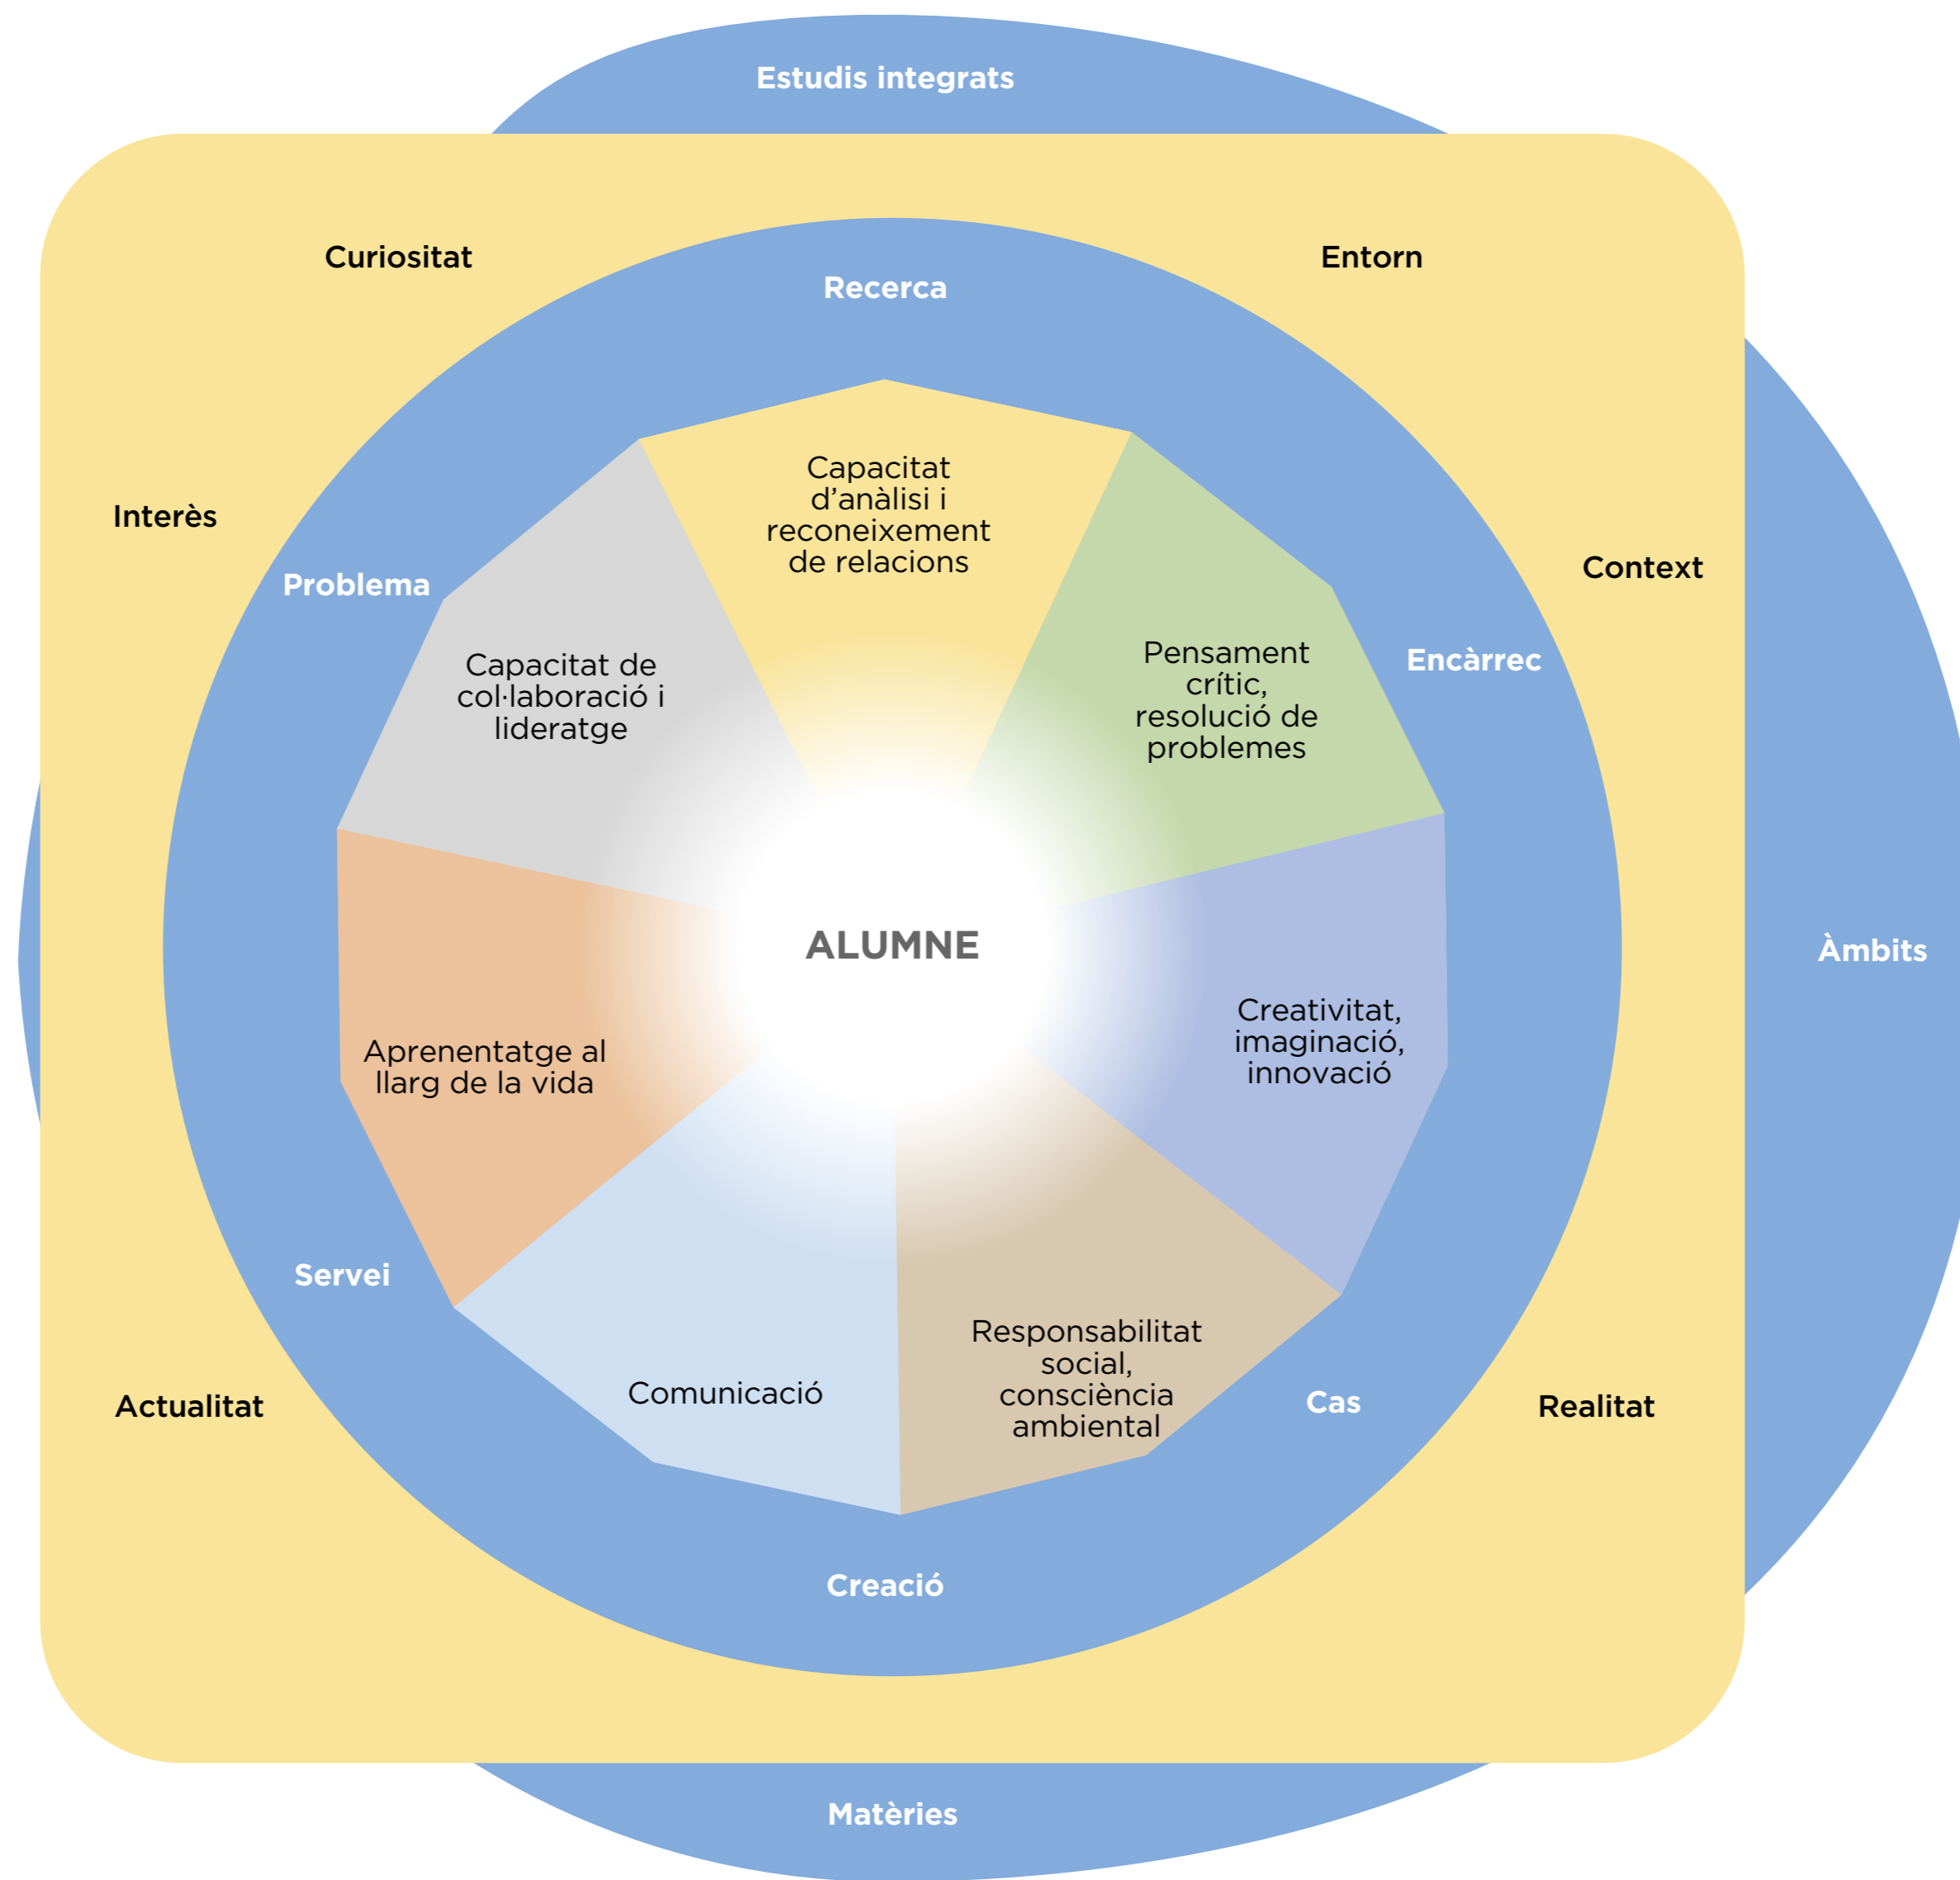 Estudis integrats
Curiositat
Entorn
Recerca
Capacitat
d’anàlisi i
reconeixement
de relacions
Interès
Context
Problema
Pensament
crític,
resolució de
problemes
Encàrrec
Capacitat de
col·laboració i
lideratge
ALUMNE
Àmbits
Creativitat,
imaginació,
innovació
Aprenentatge al
llarg de la vida
Servei
Responsabilitat
social,
consciència
ambiental
Comunicació
Actualitat
Cas
Realitat
Creació
Matèries